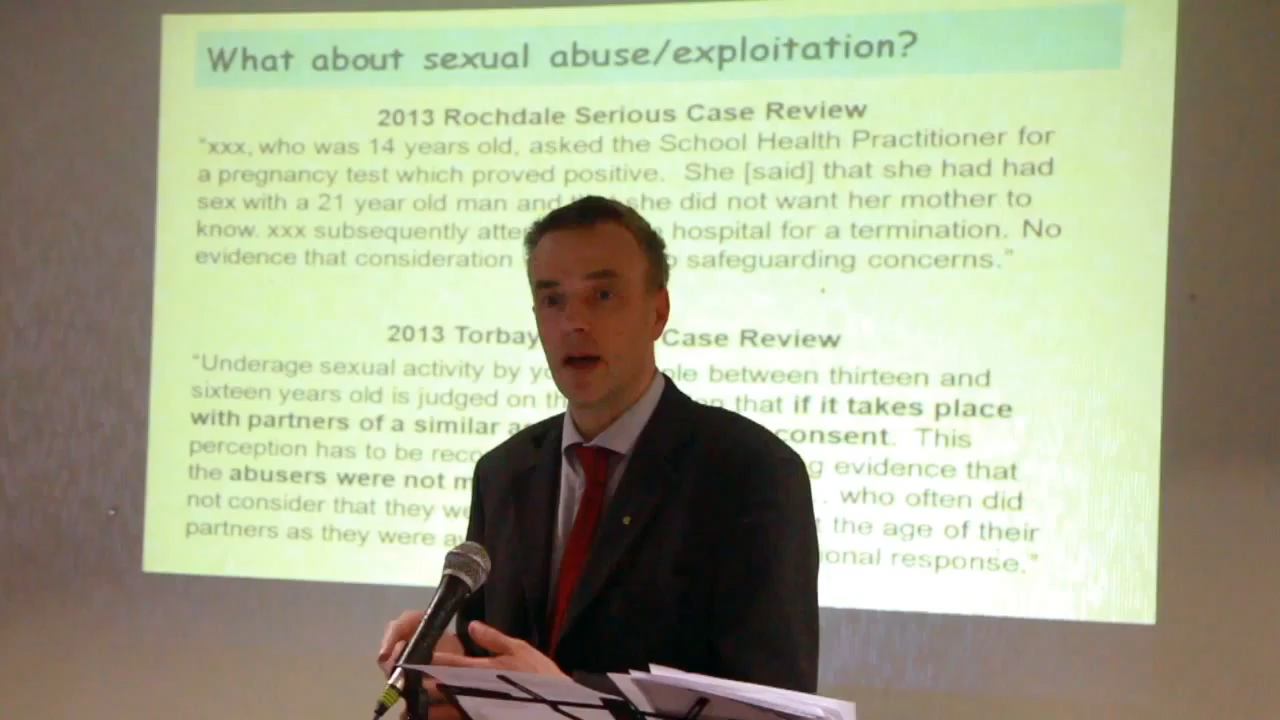 What about sexual abuse/exploitation?
2013 Rochdale Serious Case Review
"xxx, who was 14 years old, asked the School Health Practitioner for
a pregnancy test which proved positive. She [said] that she had had
sex with a 21 year old man and she did not want her mother to
know. xxx subsequently hospital for a termination. No
evidence that consideration safeguarding concerns."
2013 Torbay Case Review
"Underage sexual activity by between thirteen and
sixteen years old is judged on that if it takes place
with partners of a similar consent. This
perception has to be evidence that
the abusers were not
not consider that they who often did
partners as they were the age of their
response."